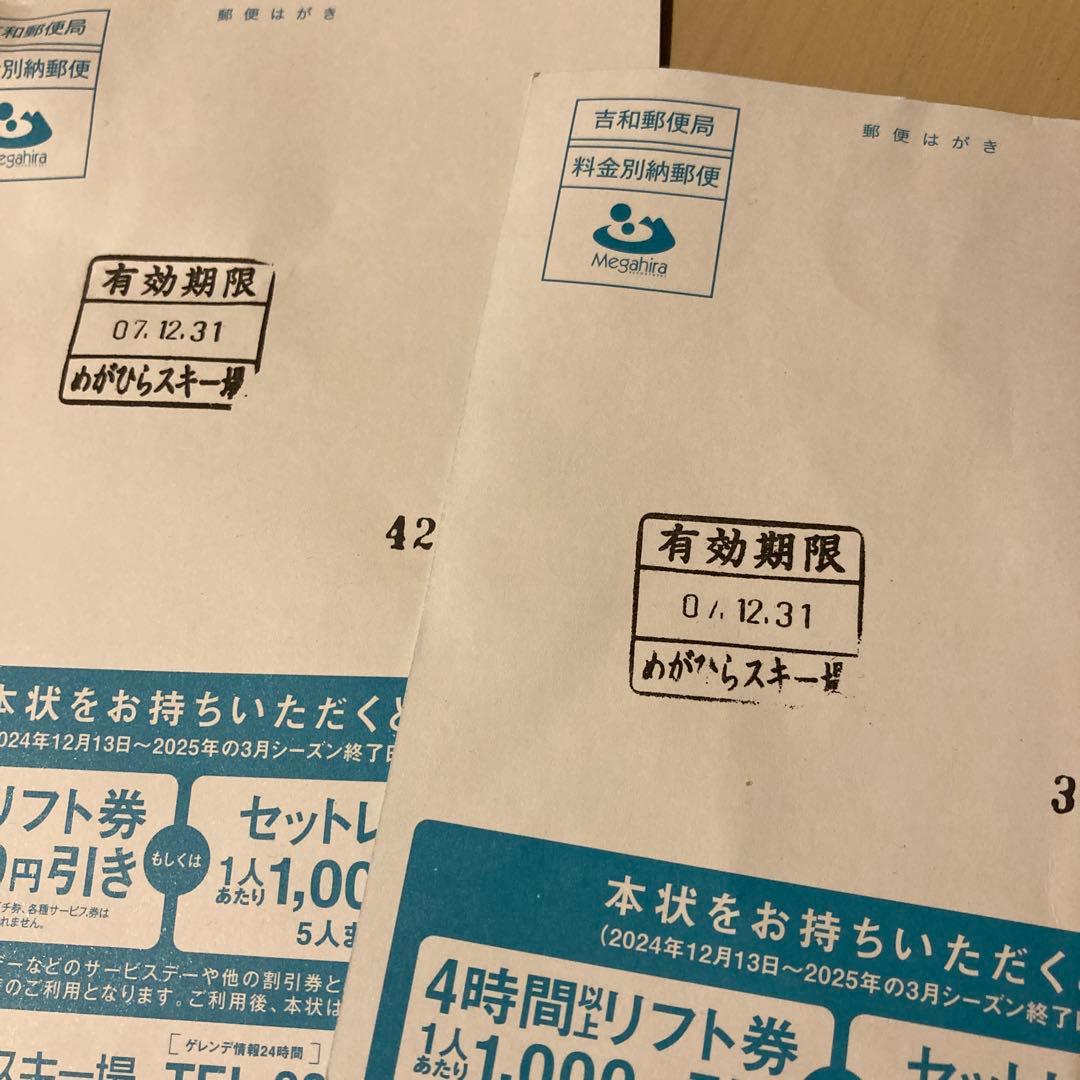 郵便はがき
和郵便局
別納郵便
egahira
有効期限
07.12.31
めがひらスキー場
42
本状をお持ちいただくと
024年12月13日～2025年の3月シーズン終了日
リフト券
0円引き
もしくは
セットレ
1人あたり1,00
5人ま
チ券、各種サービス券は
れません。
デーなどのサービスデーや他の割引券と
のご利用となります。ご利用後、本状は
スキー場
［ゲレンデ情報24時間］
TEL
郵便はがき
吉和郵便局
料金別納郵便
Megahira
有効期限
07.12.31
めがひらスキー場
3
本状をお持ちいただく
（2024年12月13日～2025年の3月シーズン終了
4時間以上リフト券
1人あたり1,000
セッ